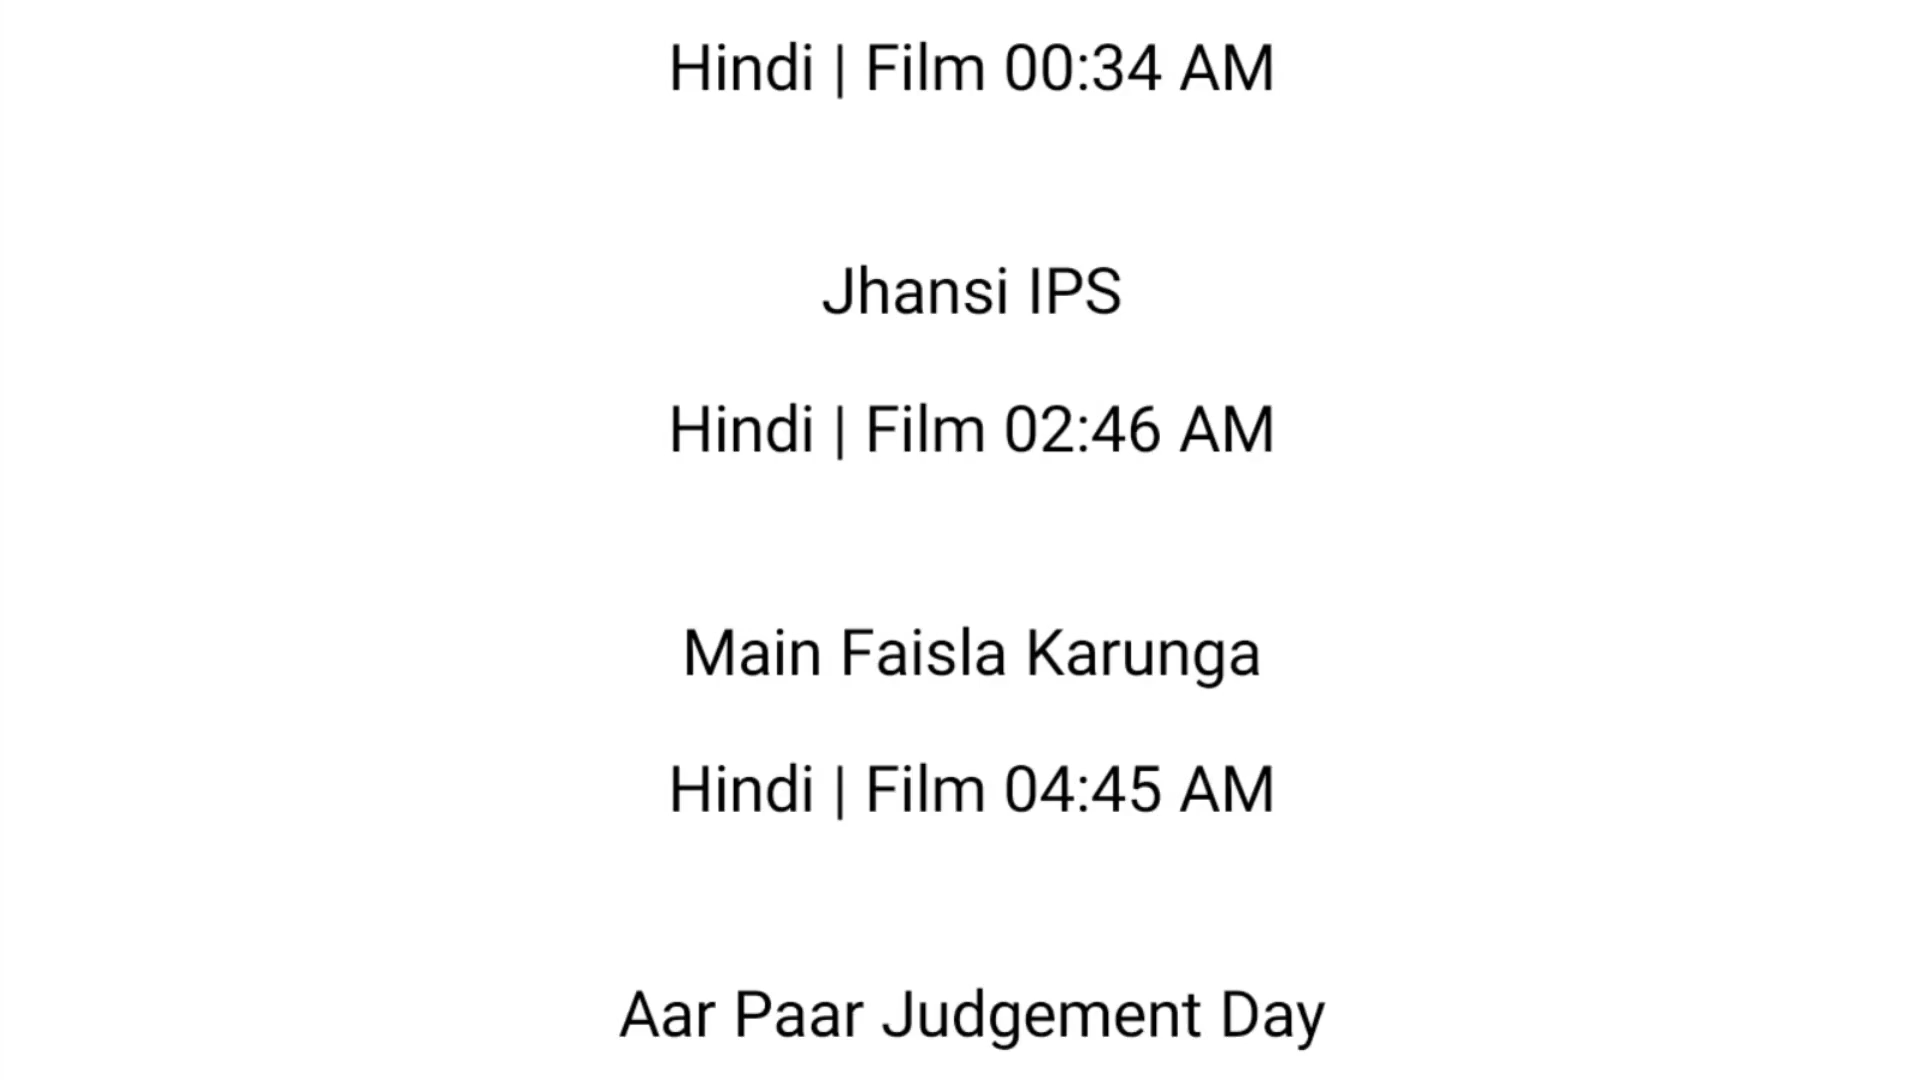 Hindi | Film 00:34 AM
Jhansi IPS
Hindi | Film 02:46 AM
Main Faisla Karunga
Hindi | Film 04:45 AM
Aar Paar Judgement Day